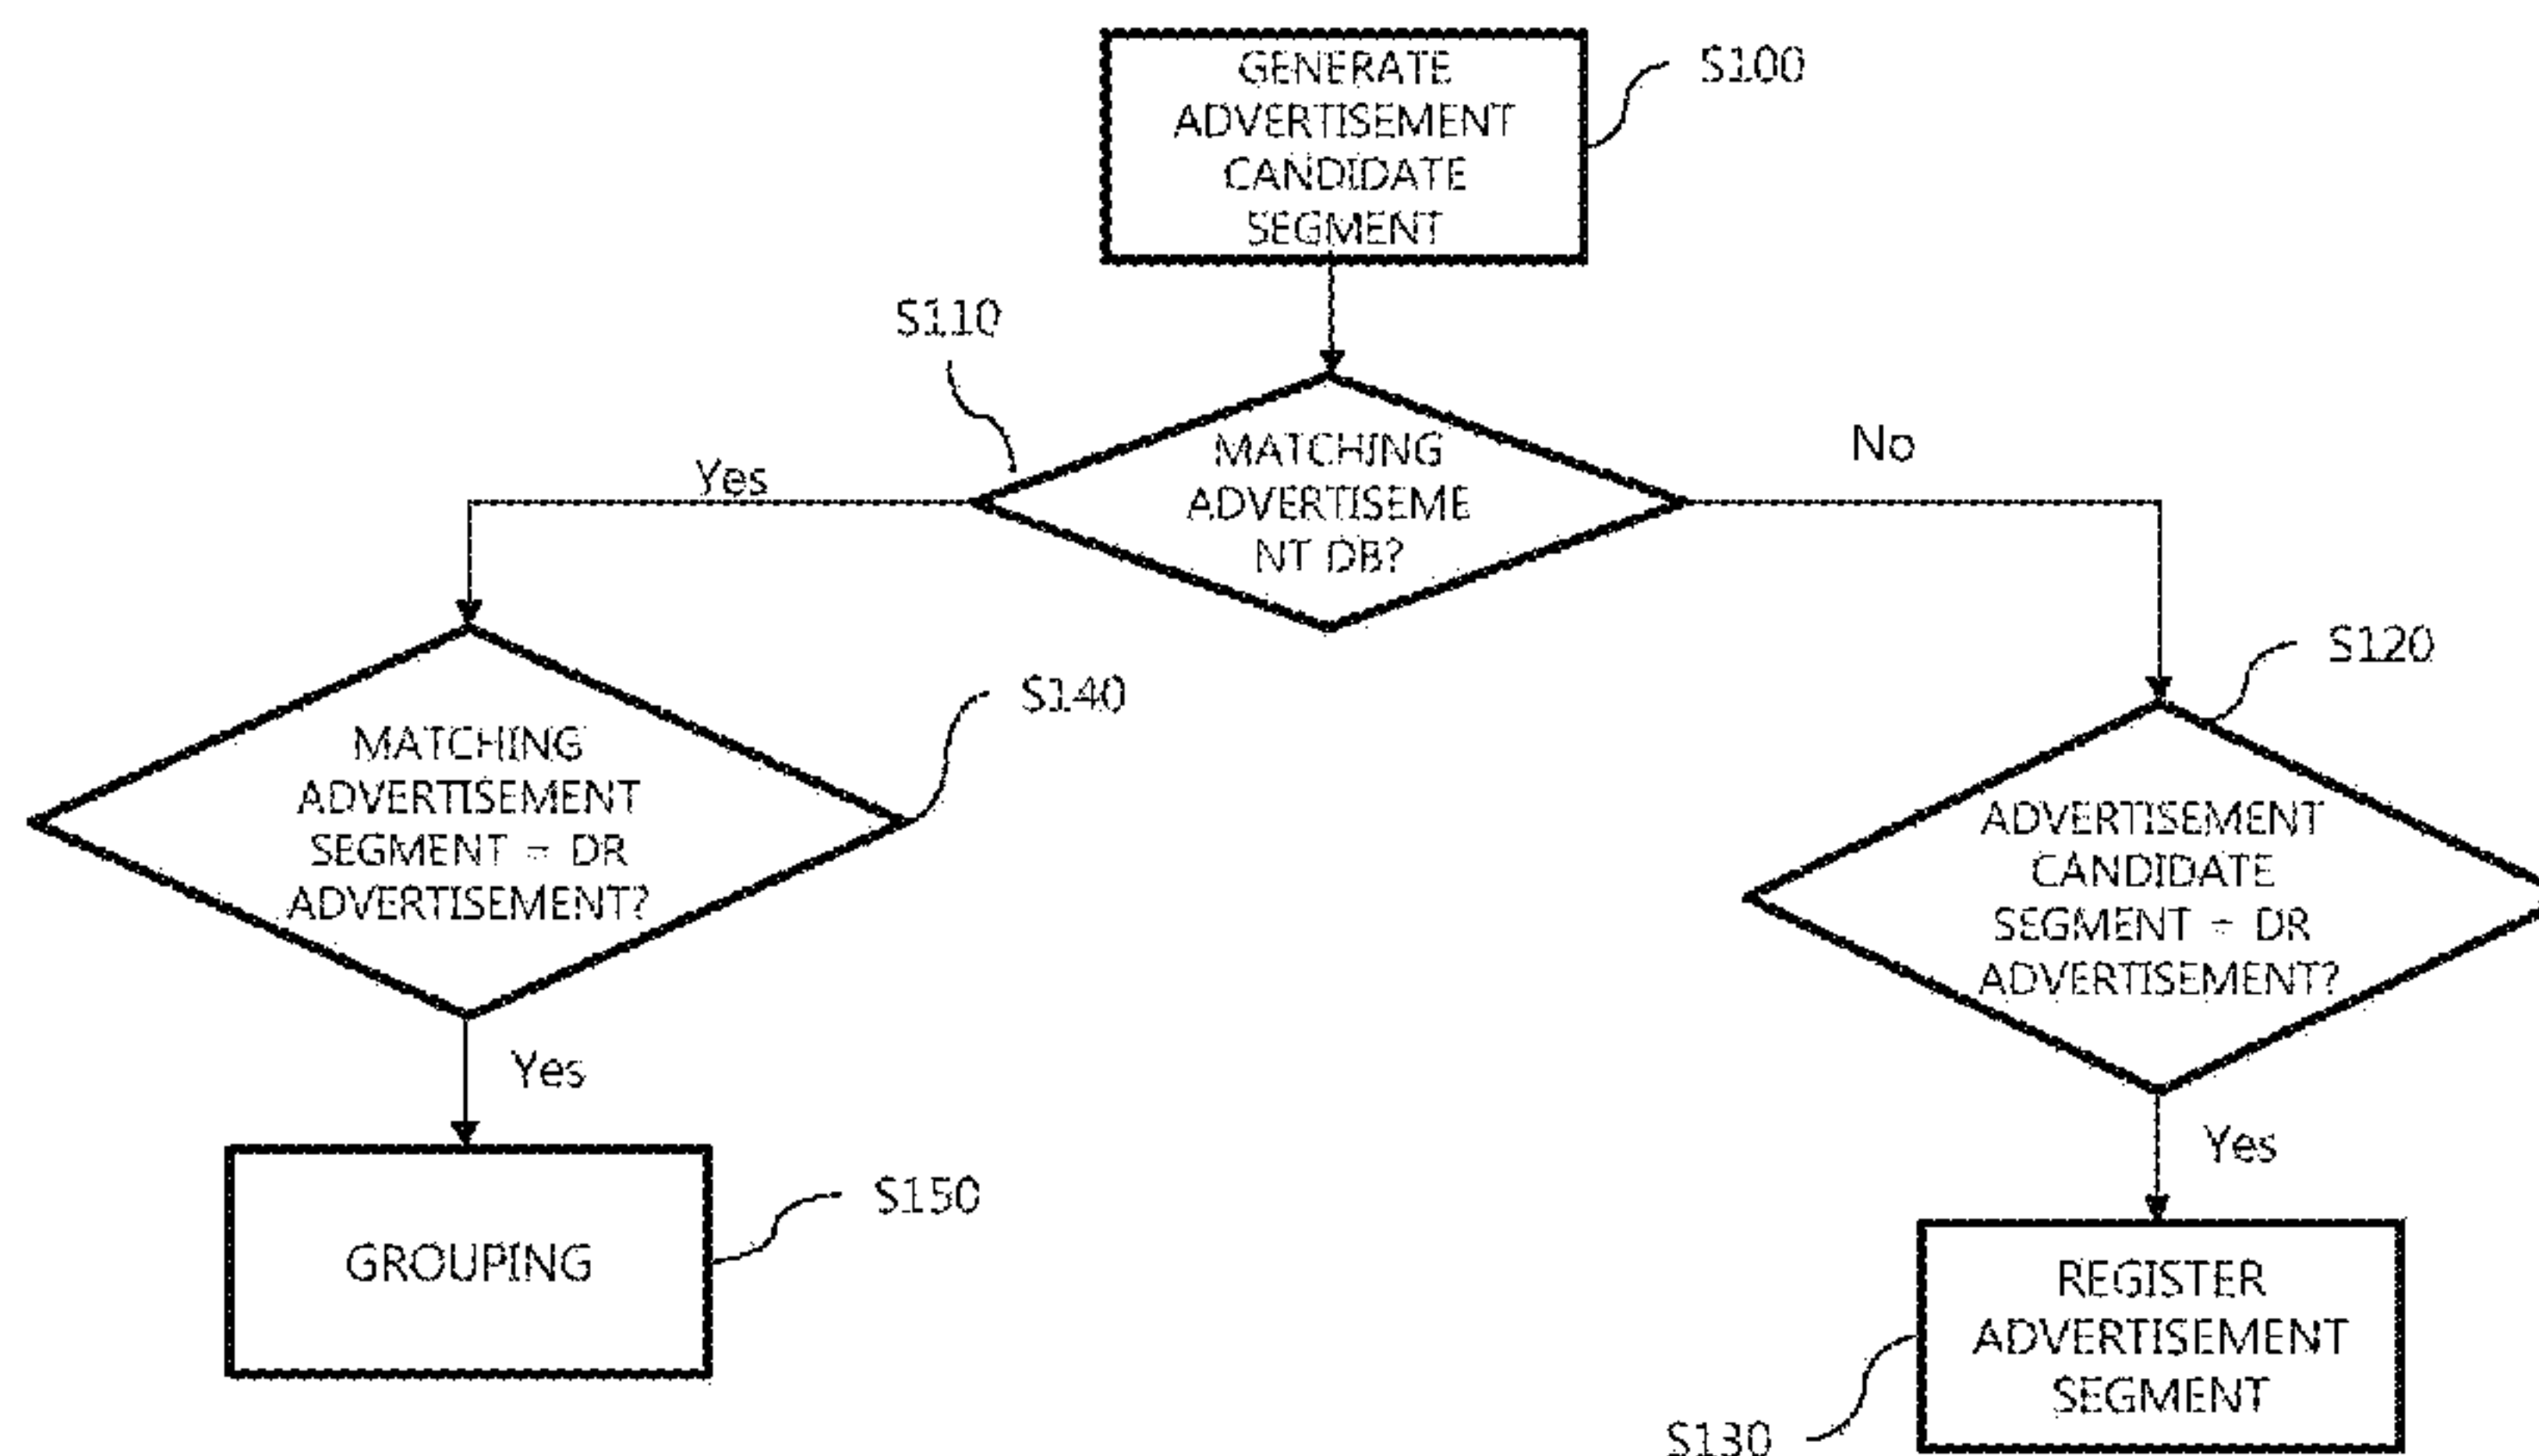 GENERATE
ADVERTISEMENT
CANDIDATE
SEGMENT
S100
S110
MATCHING
ADVERTISEME
NT DB?
Yes
No
MATCHING
ADVERTISEMENT
SEGMENT = DR
ADVERTISEMENT?
S140
S120
ADVERTISEMENT
CANDIDATE
SEGMENT = DR
ADVERTISEMENT?
Yes
Yes
GROUPING
S150
REGISTER
ADVERTISEMENT
SEGMENT
S130